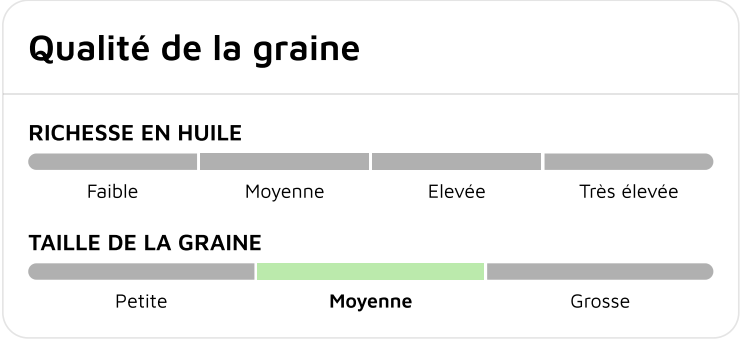 Qualité de la graine
RICHESSE EN HUILE
Faible Moyenne Elevée Très élevée
TAILLE DE LA GRAINE
Petite Moyenne Grosse